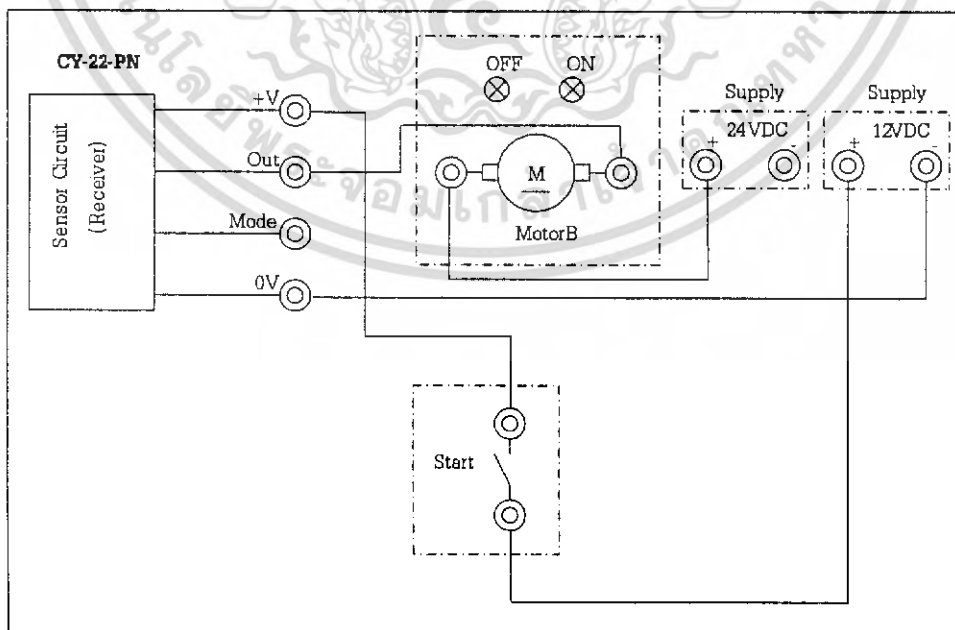 CY-22-PN
Sensor Circuit
(Receiver)
+V
Out
Mode
0V
OFF ON
M
MotorB
Supply
+ 24VDC -
Supply
+ 12VDC -
Start